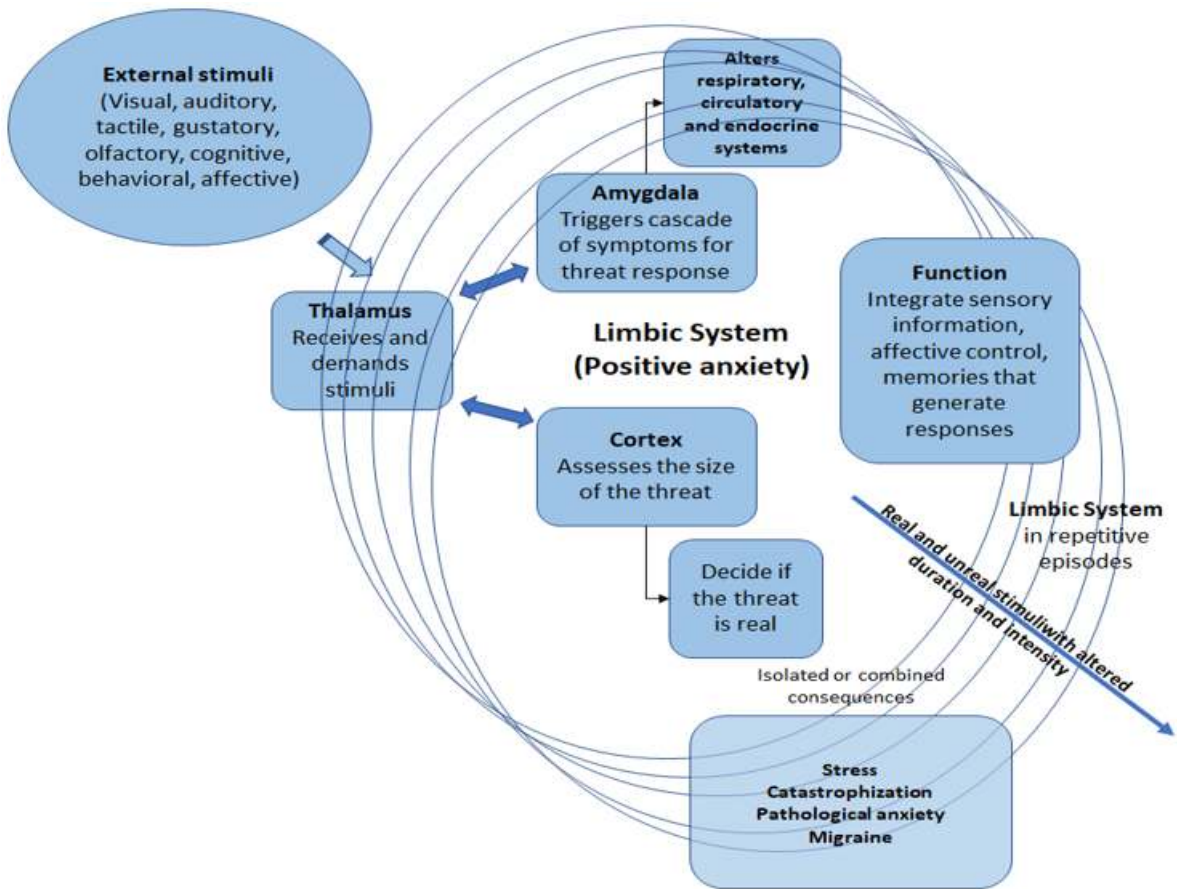 External stimuli
(Visual, auditory,
tactile, gustatory,
olfactory, cognitive,
behavioral, affective)
Alters
respiratory,
circulatory
and endocrine
systems
Amygdala
Triggers cascade
of symptoms for
threat response
Thalamus
Receives and
demands
stimuli
Limbic System
(Positive anxiety)
Function
Integrate sensory
information,
affective control,
memories that
generate
responses
Cortex
Assesses the size
of the threat
Decide if
the threat
is real
Limbic System
in repetitive
episodes
Real and unreal stimuliwith altered
duration and intensity
Isolated or combined
consequences
Stress
Catastrophization
Pathological anxiety
Migraine